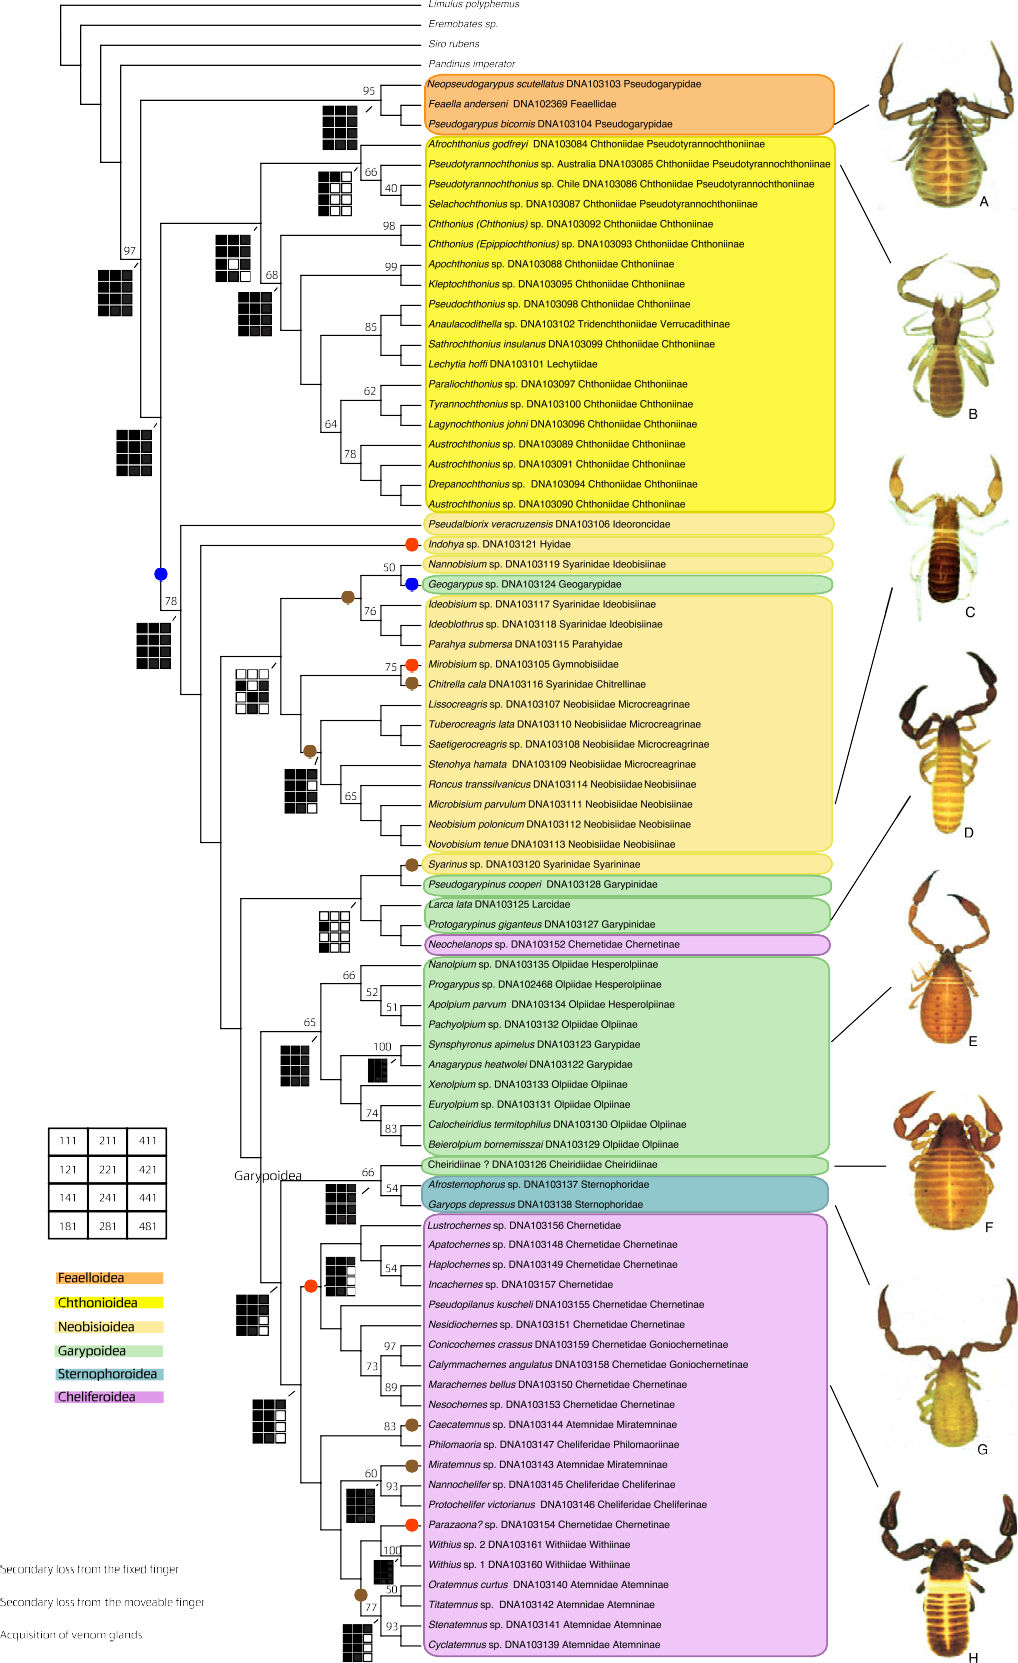 Limulus polyphemus
Eremobates sp.
Siro rubens
Pandinus imperator
95
Neopseudogarypus scutellatus DNA103103 Pseudogarypidae
Feaella anderseni DNA102369 Feaellidae
Pseudogarypus bicornis DNA103104 Pseudogarypidae
A
Afrochthonius godfreyi DNA103084 Chthoniidae Pseudotyrannochthoniinae
66
Pseudotyrannochthonius sp. Australia DNA103085 Chthoniidae Pseudotyrannochthoniinae
40
Pseudotyrannochthonius sp. Chile DNA103086 Chthoniidae Pseudotyrannochthoniinae
Selachochthonius sp. DNA103087 Chthoniidae Pseudotyrannochthoniinae
98
Chthonius (Chthonius) sp. DNA103092 Chthoniidae Chthoniinae
Chthonius (Epippiochthonius) sp. DNA103093 Chthoniidae Chthoniinae
97
68
99
Apochthonius sp. DNA103088 Chthoniidae Chthoniinae
Kleptochthonius sp. DNA103095 Chthoniidae Chthoniinae
Pseudochthonius sp. DNA103098 Chthoniidae Chthoniinae
85
Anaulacodithella sp. DNA103102 Tridenchthoniidae Verrucadithinae
Sathrochthonius insulanus DNA103099 Chthoniidae Chthoniinae
Lechytia hoffi DNA103101 Lechytiidae
62
Paraliochthonius sp. DNA103097 Chthoniidae Chthoniinae
Tyrannochthonius sp. DNA103100 Chthoniidae Chthoniinae
B
64
Lagynochthonius johni DNA103096 Chthoniidae Chthoniinae
78
Austrochthonius sp. DNA103089 Chthoniidae Chthoniinae
Austrochthonius sp. DNA103091 Chthoniidae Chthoniinae
Drepanochthonius sp. DNA103094 Chthoniidae Chthoniinae
Austrochthonius sp. DNA103090 Chthoniidae Chthoniinae
Pseudalbiorix veracruzensis DNA103106 Ideoroncidae
Indohya sp. DNA103121 Hyidae
50
Nannobisium sp. DNA103119 Syarinidae Ideobisiinae
Geogarypus sp. DNA103124 Geogarypidae
78
76
Ideobisium sp. DNA103117 Syarinidae Ideobisiinae
C
Ideoblothrus sp. DNA103118 Syarinidae Ideobisiinae
Parahya submersa DNA103115 Parahyidae
75
Mirobisium sp. DNA103105 Gymnobisiidae
Chitrella cala DNA103116 Syarinidae Chitrellinae
Lissocreagris sp. DNA103107 Neobisiidae Microcreagrinae
Tuberocreagris lata DNA103110 Neobisiidae Microcreagrinae
Saetigerocreagris sp. DNA103108 Neobisiidae Microcreagrinae
Stenohya hamata DNA103109 Neobisiidae Microcreagrinae
65
Roncus transsilvanicus DNA103114 Neobisiidae Neobisiinae
Microbisium parvulum DNA103111 Neobisiidae Neobisiinae
Neobisium polonicum DNA103112 Neobisiidae Neobisiinae
D
Novobisium tenue DNA103113 Neobisiidae Neobisiinae
Syarinus sp. DNA103120 Syarinidae Syarininae
Pseudogarypinus cooperi DNA103128 Garypinidae
Larca lata DNA103125 Larcidae
Protogarypinus giganteus DNA103127 Garypinidae
Neochelanops sp. DNA103152 Chernetidae Chernetinae
66
Nanolpium sp. DNA103135 Olpiidae Hesperolpiinae
52
Progarypus sp. DNA102468 Olpiidae Hesperolpiinae
51
Apolpium parvum DNA103134 Olpiidae Hesperolpiinae
65
Pachyolpium sp. DNA103132 Olpiidae Olpiinae
100
Synsphyronus apimelus DNA103123 Garypidae
E
Anagarypus heatwolei DNA103122 Garypidae
Xenolpium sp. DNA103133 Olpiidae Olpiinae
74
Euryolpium sp. DNA103131 Olpiidae Olpiinae
83
Calocheiridius termitophilus DNA103130 Olpiidae Olpiinae
Beierolpium bornemisszai DNA103129 Olpiidae Olpiinae
111 211 411
121 221 421
141 241 441
181 281 481
Garypoidea
66
Cheiridiinae ? DNA103126 Cheiridiidae Cheiridiinae
54
Afrosternophorus sp. DNA103137 Sternophoridae
Garyops depressus DNA103138 Sternophoridae
F
Lustrochernes sp. DNA103156 Chernetidae
Apatochernes sp. DNA103148 Chernetidae Chernetinae
54
Haplochernes sp. DNA103149 Chernetidae Chernetinae
Incachernes sp. DNA103157 Chernetidae
Feaelloidea
Chthonioidea
Neobisioidea
Garypoidea
Sternophoroidea
Cheliferoidea
Pseudopilanus kuscheli DNA103155 Chernetidae Chernetinae
Nesidiochernes sp. DNA103151 Chernetidae Chernetinae
97
Conicochernes crassus DNA103159 Chernetidae Goniochernetinae
73
Calymmachernes angulatus DNA103158 Chernetidae Goniochernetinae
89
Marachernes bellus DNA103150 Chernetidae Chernetinae
Nesochernes sp. DNA103153 Chernetidae Chernetinae
83
Caecatemnus sp. DNA103144 Atemnidae Miratemninae
Philomaoria sp. DNA103147 Cheliferidae Philomaoriinae
G
60
Miratemnus sp. DNA103143 Atemnidae Miratemninae
93
Nannochelifer sp. DNA103145 Cheliferidae Cheliferinae
Protochelifer victorianus DNA103146 Cheliferidae Cheliferinae
Parazaona? sp. DNA103154 Chernetidae Chernetinae
100
Withius sp. 2 DNA103161 Withiidae Withiinae
Withius sp. 1 DNA103160 Withiidae Withiinae
50
Oratemnus curtus DNA103140 Atemnidae Atemninae
77
Titatemnus sp. DNA103142 Atemnidae Atemninae
93
Stenatemnus sp. DNA103141 Atemnidae Atemninae
Cyclatemnus sp. DNA103139 Atemnidae Atemninae
H
Secondary loss from the fixed finger
Secondary loss from the moveable finger
Acquisition of venom glands